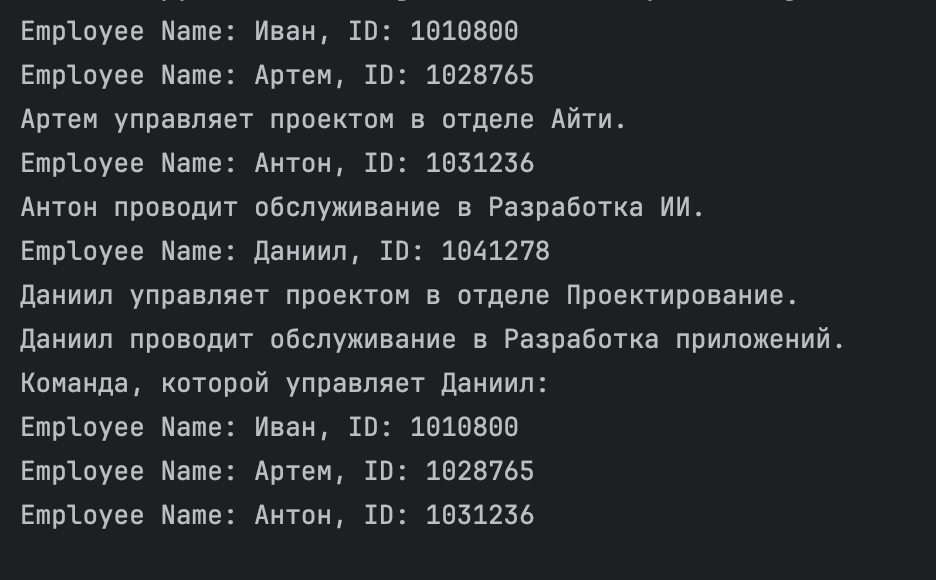 Employee Name: Иван, ID: 1010800
Employee Name: Артем, ID: 1028765
Артем управляет проектом в отделе Айти.
Employee Name: Антон, ID: 1031236
Антон проводит обслуживание в Разработка ИИ.
Employee Name: Даниил, ID: 1041278
Даниил управляет проектом в отделе Проектирование.
Даниил проводит обслуживание в Разработка приложений.
Команда, которой управляет Даниил:
Employee Name: Иван, ID: 1010800
Employee Name: Артем, ID: 1028765
Employee Name: Антон, ID: 1031236